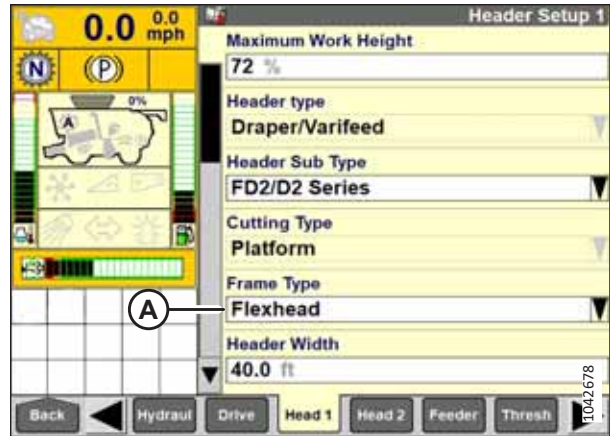 0.0 0.0 mph
Header Setup 1
N (P)
0%
A
Maximum Work Height
72 %
Header type
Draper/Varifeed
Header Sub Type
FD2/D2 Series
Cutting Type
Platform
Frame Type
A
Flexhead
Header Width
40.0 ft
1042678
Back
Hydraul
Drive
Head 1
Head 2
Feeder
Thresh